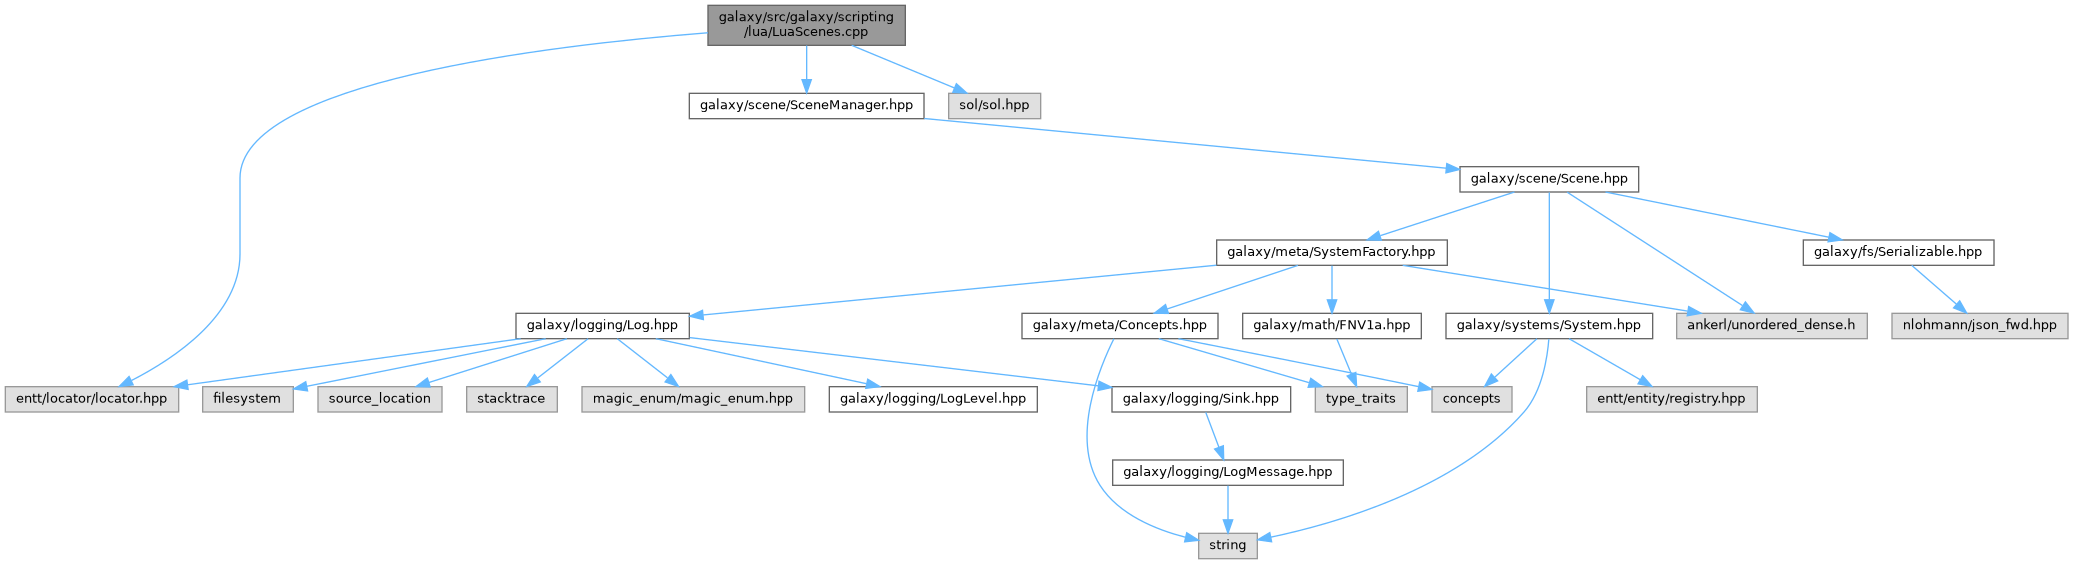 galaxy/src/galaxy/scripting
/lua/LuaScenes.cpp
galaxy/scene/SceneManager.hpp
sol/sol.hpp
galaxy/scene/Scene.hpp
galaxy/meta/SystemFactory.hpp
galaxy/fs/Serializable.hpp
galaxy/logging/Log.hpp
galaxy/meta/Concepts.hpp
galaxy/math/FNV1a.hpp
galaxy/systems/System.hpp
ankerl/unordered_dense.h
nlohmann/json_fwd.hpp
entt/locator/locator.hpp
filesystem
source_location
stacktrace
magic_enum/magic_enum.hpp
galaxy/logging/LogLevel.hpp
galaxy/logging/Sink.hpp
type_traits
concepts
entt/entity/registry.hpp
galaxy/logging/LogMessage.hpp
string